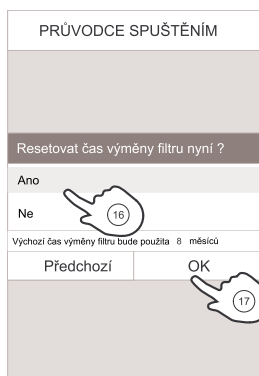 PRŮVODCE SPUŠTĚNÍM
Resetovat čas výměny filtru nyní ?
Ano
Ne
16
Výchozí čas výměny filtru bude použita 8 měsíců
Předchozí OK
17